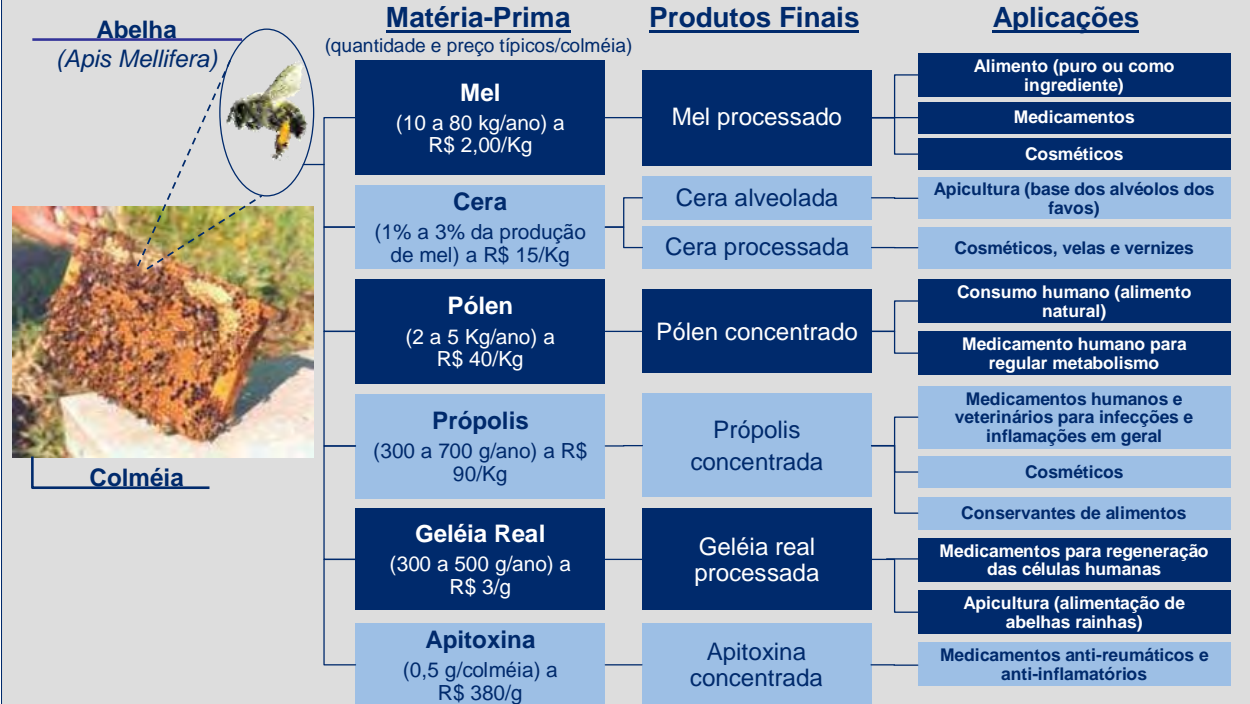 Abelha
(Apis Mellifera)
Colméia
Matéria-Prima
(quantidade e preço típicos/colméia)
Produtos Finais
Aplicações
Mel
(10 a 80 kg/ano) a
R$ 2,00/Kg
Mel processado
Alimento (puro ou como
ingrediente)
Medicamentos
Cosméticos
Cera
(1% a 3% da produção
de mel) a R$ 15/Kg
Cera alveolada
Apicultura (base dos alvéolos dos
favos)
Cera processada
Cosméticos, velas e vernizes
Pólen
(2 a 5 Kg/ano) a
R$ 40/Kg
Pólen concentrado
Consumo humano (alimento
natural)
Medicamento humano para
regular metabolismo
Própolis
(300 a 700 g/ano) a R$
90/Kg
Própolis
concentrada
Medicamentos humanos e
veterinários para infecções e
inflamações em geral
Cosméticos
Conservantes de alimentos
Geléia Real
(300 a 500 g/ano) a
R$ 3/g
Geléia real
processada
Medicamentos para regeneração
das células humanas
Apicultura (alimentação de
abelhas rainhas)
Apitoxina
(0,5 g/colméia) a
R$ 380/g
Apitoxina
concentrada
Medicamentos anti-reumáticos e
anti-inflamatórios